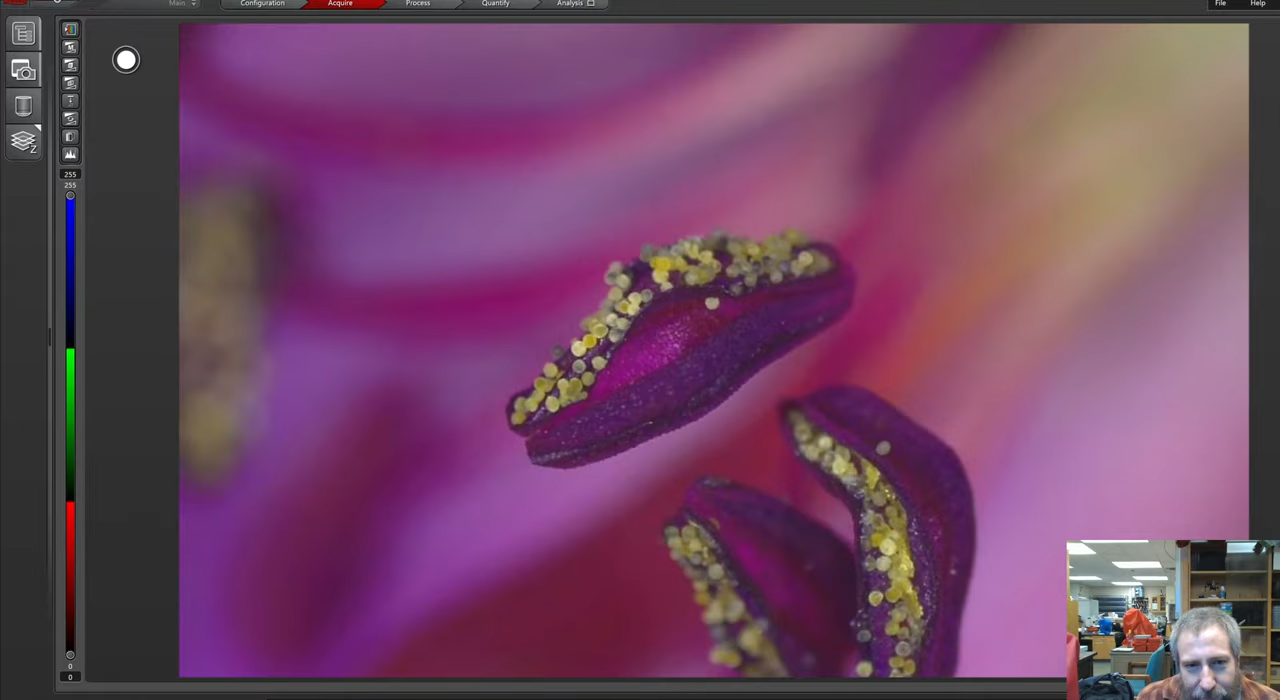 Main
Configuration
Acquire
Process
Quantify
Analysis
File
Help
Z
255
255
0
0